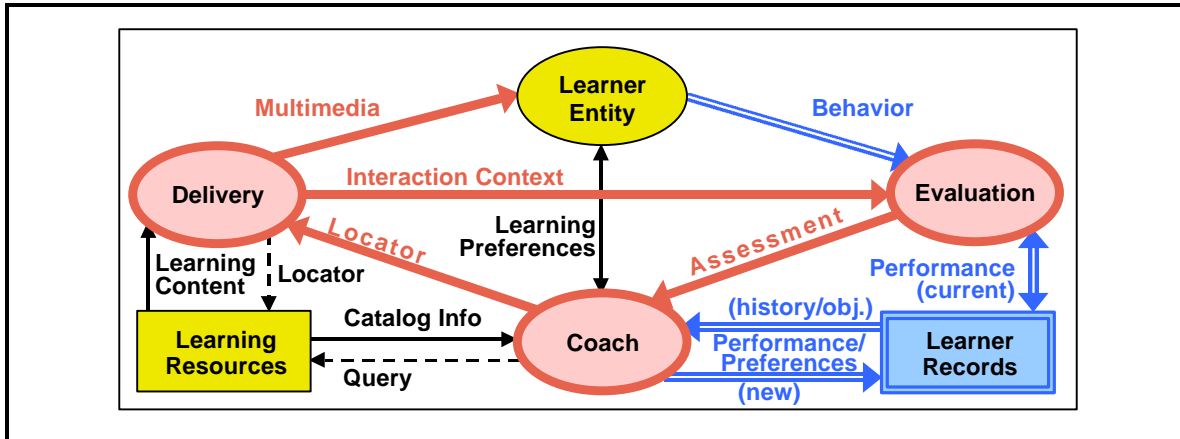 Learner
Entity
Multimedia
Behavior
Delivery
Interaction Context
Evaluation
Learning
Preferences
Locator
Assessment
Learning
Content
Locator
Performance
(current)
(history/obj.)
Catalog Info
Learning
Resources
Coach
Performance/
Preferences
Learner
Records
Query
(new)